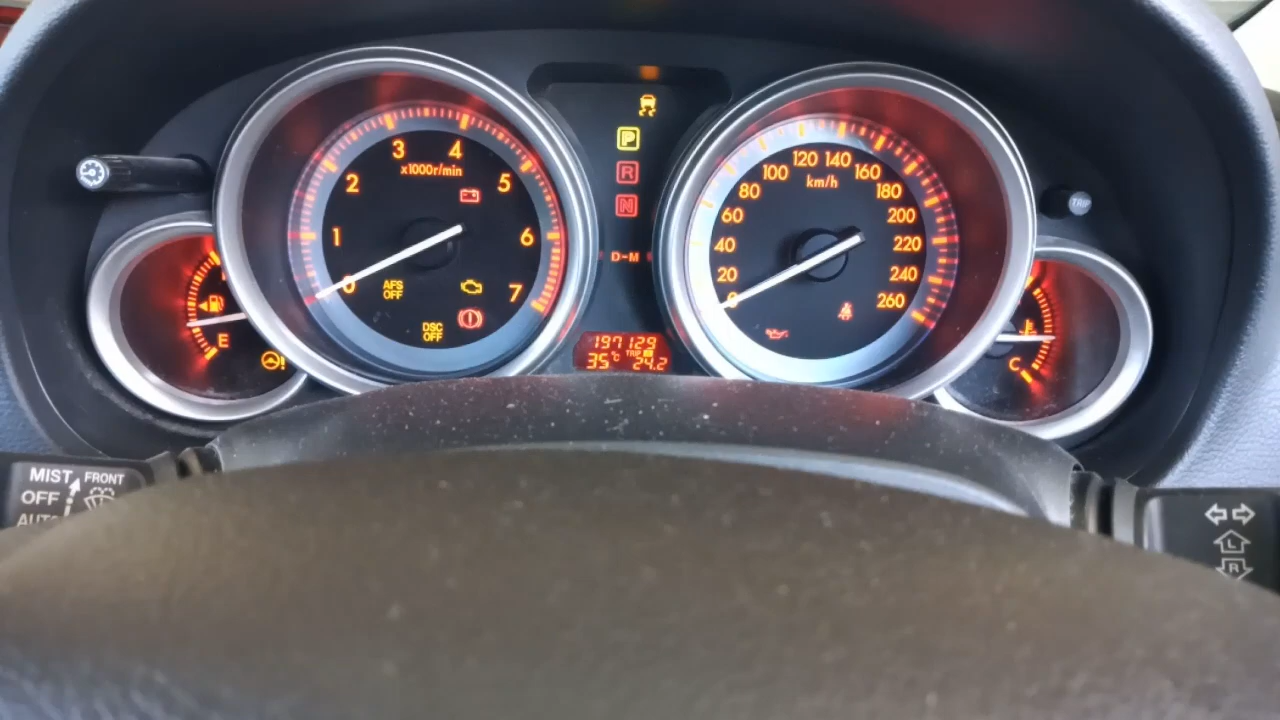 3 4
x1000r/min
2 5
1 6
0 7
AFS
OFF
DSC
OFF
E
P
R
N
D-M
197129
35°C TRIP 24.2
120 140
100 160
km/h
80 180
60 200
40 220
20 240
0 260
TRIP
C
MIST FRONT
OFF
AUTO
L
R